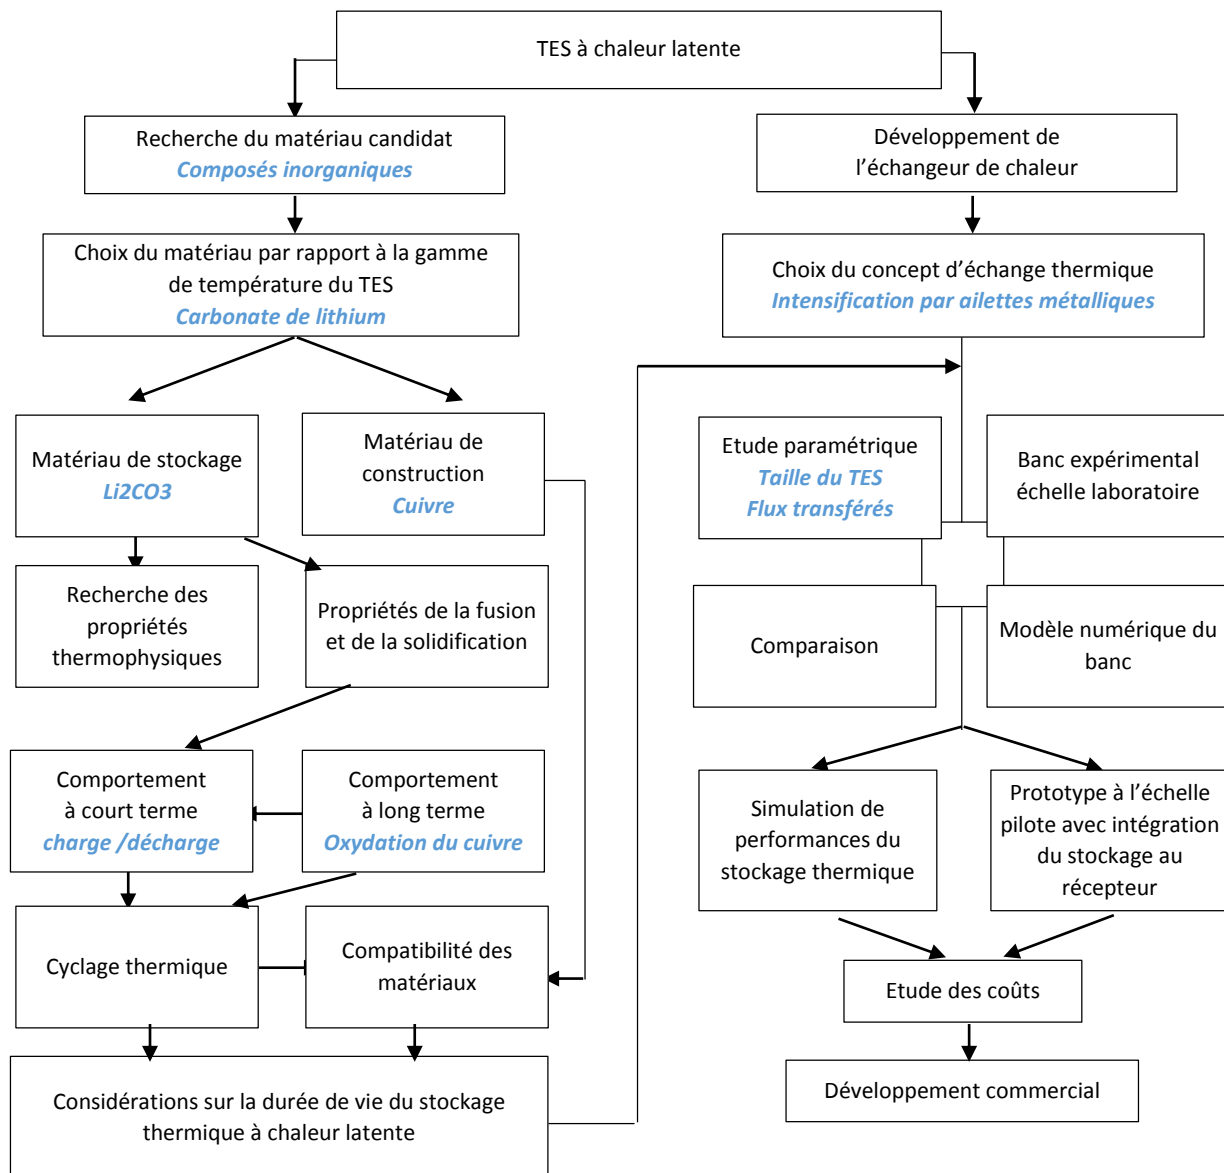 TES à chaleur latente
Recherche du matériau candidat
Composés inorganiques
Développement de
l’échangeur de chaleur
Choix du matériau par rapport à la gamme
de température du TES
Carbonate de lithium
Choix du concept d’échange thermique
Intensification par ailettes métalliques
Matériau de stockage
Li2CO3
Matériau de
construction
Cuivre
Etude paramétrique
Taille du TES
Flux transférés
Banc expérimental
échelle laboratoire
Recherche des
propriétés
thermophysiques
Propriétés de la fusion
et de la solidification
Comparaison
Modèle numérique du
banc
Comportement
à court terme
charge /décharge
Comportement
à long terme
Oxydation du cuivre
Simulation de
performances du
stockage thermique
Prototype à l’échelle
pilote avec intégration
du stockage au
récepteur
Cyclage thermique
Compatibilité des
matériaux
Etude des coûts
Considérations sur la durée de vie du stockage
thermique à chaleur latente
Développement commercial